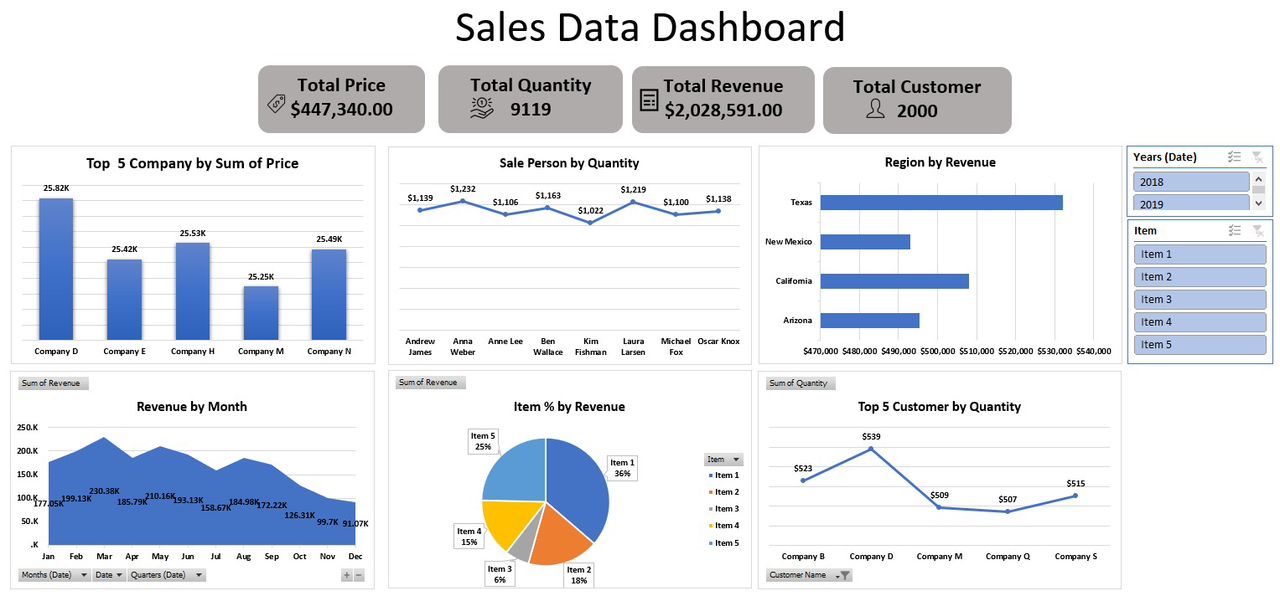 Sales Data Dashboard
Total Price
$447,340.00
Total Quantity
9119
Total Revenue
$2,028,591.00
Total Customer
2000
Top  5 Company by Sum of Price
25.82K
25.42K
25.53K
25.25K
25.49K
Company D
Company E
Company H
Company M
Company N
Sale Person by Quantity
$1,139
$1,232
$1,106
$1,163
$1,022
$1,219
$1,100
$1,138
Andrew
James
Anna
Weber
Anne Lee
Ben
Wallace
Kim
Fishman
Laura
Larsen
Michael
Fox
Oscar Knox
Region by Revenue
Texas
New Mexico
California
Arizona
$470,000
$480,000
$490,000
$500,000
$510,000
$520,000
$530,000
$540,000
Years (Date)
2018
2019
Item
Item 1
Item 2
Item 3
Item 4
Item 5
Sum of Revenue
Revenue by Month
250.K
200.K
150.K
100.K
50.K
.K
177.05K
199.13K
230.38K
185.79K
210.16K
193.13K
158.67K
184.98K
172.22K
126.31K
99.7K
91.07K
Jan
Feb
Mar
Apr
May
Jun
Jul
Aug
Sep
Oct
Nov
Dec
Months (Date)
Date
Quarters (Date)
Sum of Revenue
Item % by Revenue
Item 5
25%
Item 1
36%
Item 4
15%
Item 3
6%
Item 2
18%
Item
Item 1
Item 2
Item 3
Item 4
Item 5
Sum of Quantity
Top 5 Customer by Quantity
$523
$539
$509
$507
$515
Company B
Company D
Company M
Company Q
Company S
Customer Name